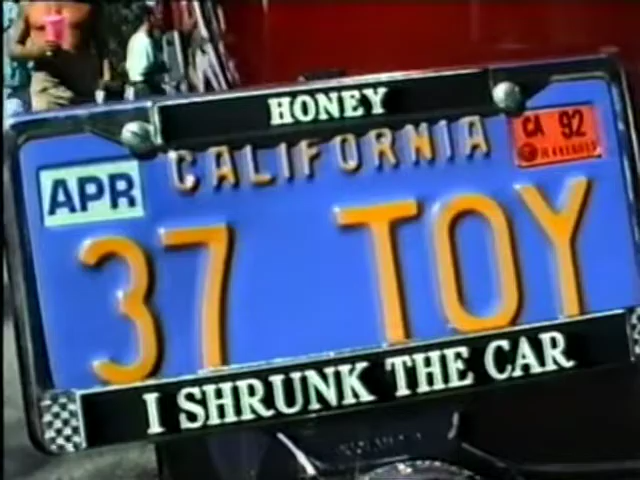 HONEY
CALIFORNIA
CA 92
APR
37 TOY
I SHRUNK THE CAR